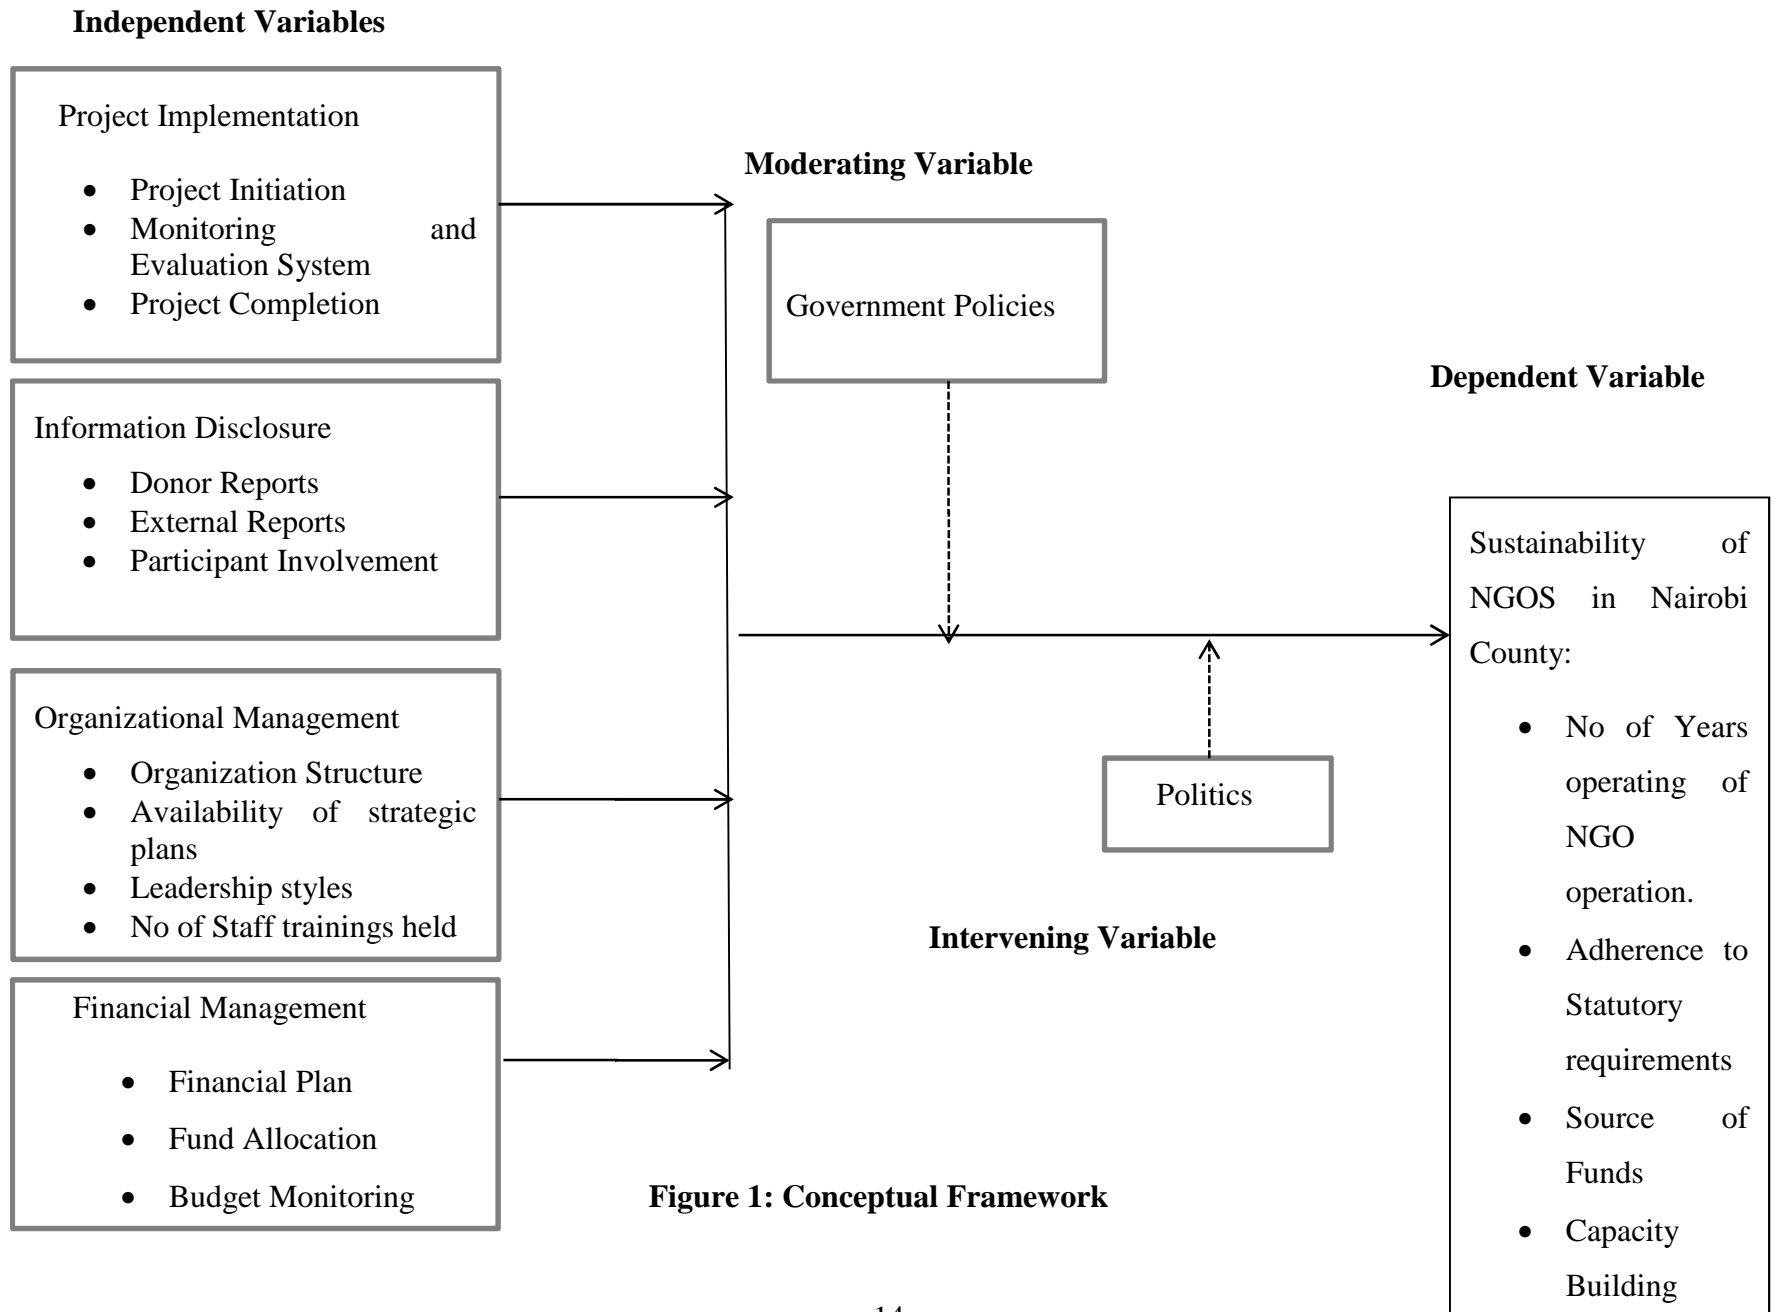 Independent Variables
Project Implementation
• Project Initiation
• Monitoring and
Evaluation System
• Project Completion
Information Disclosure
• Donor Reports
• External Reports
• Participant Involvement
Organizational Management
• Organization Structure
• Availability of strategic
plans
• Leadership styles
• No of Staff trainings held
Financial Management
• Financial Plan
• Fund Allocation
• Budget Monitoring
Moderating Variable
Government Policies
Politics
Intervening Variable
Dependent Variable
Sustainability of
NGOS in Nairobi
County:
• No of Years
operating of
NGO
operation.
• Adherence to
Statutory
requirements
• Source of
Funds
• Capacity
Building
Figure 1: Conceptual Framework
14